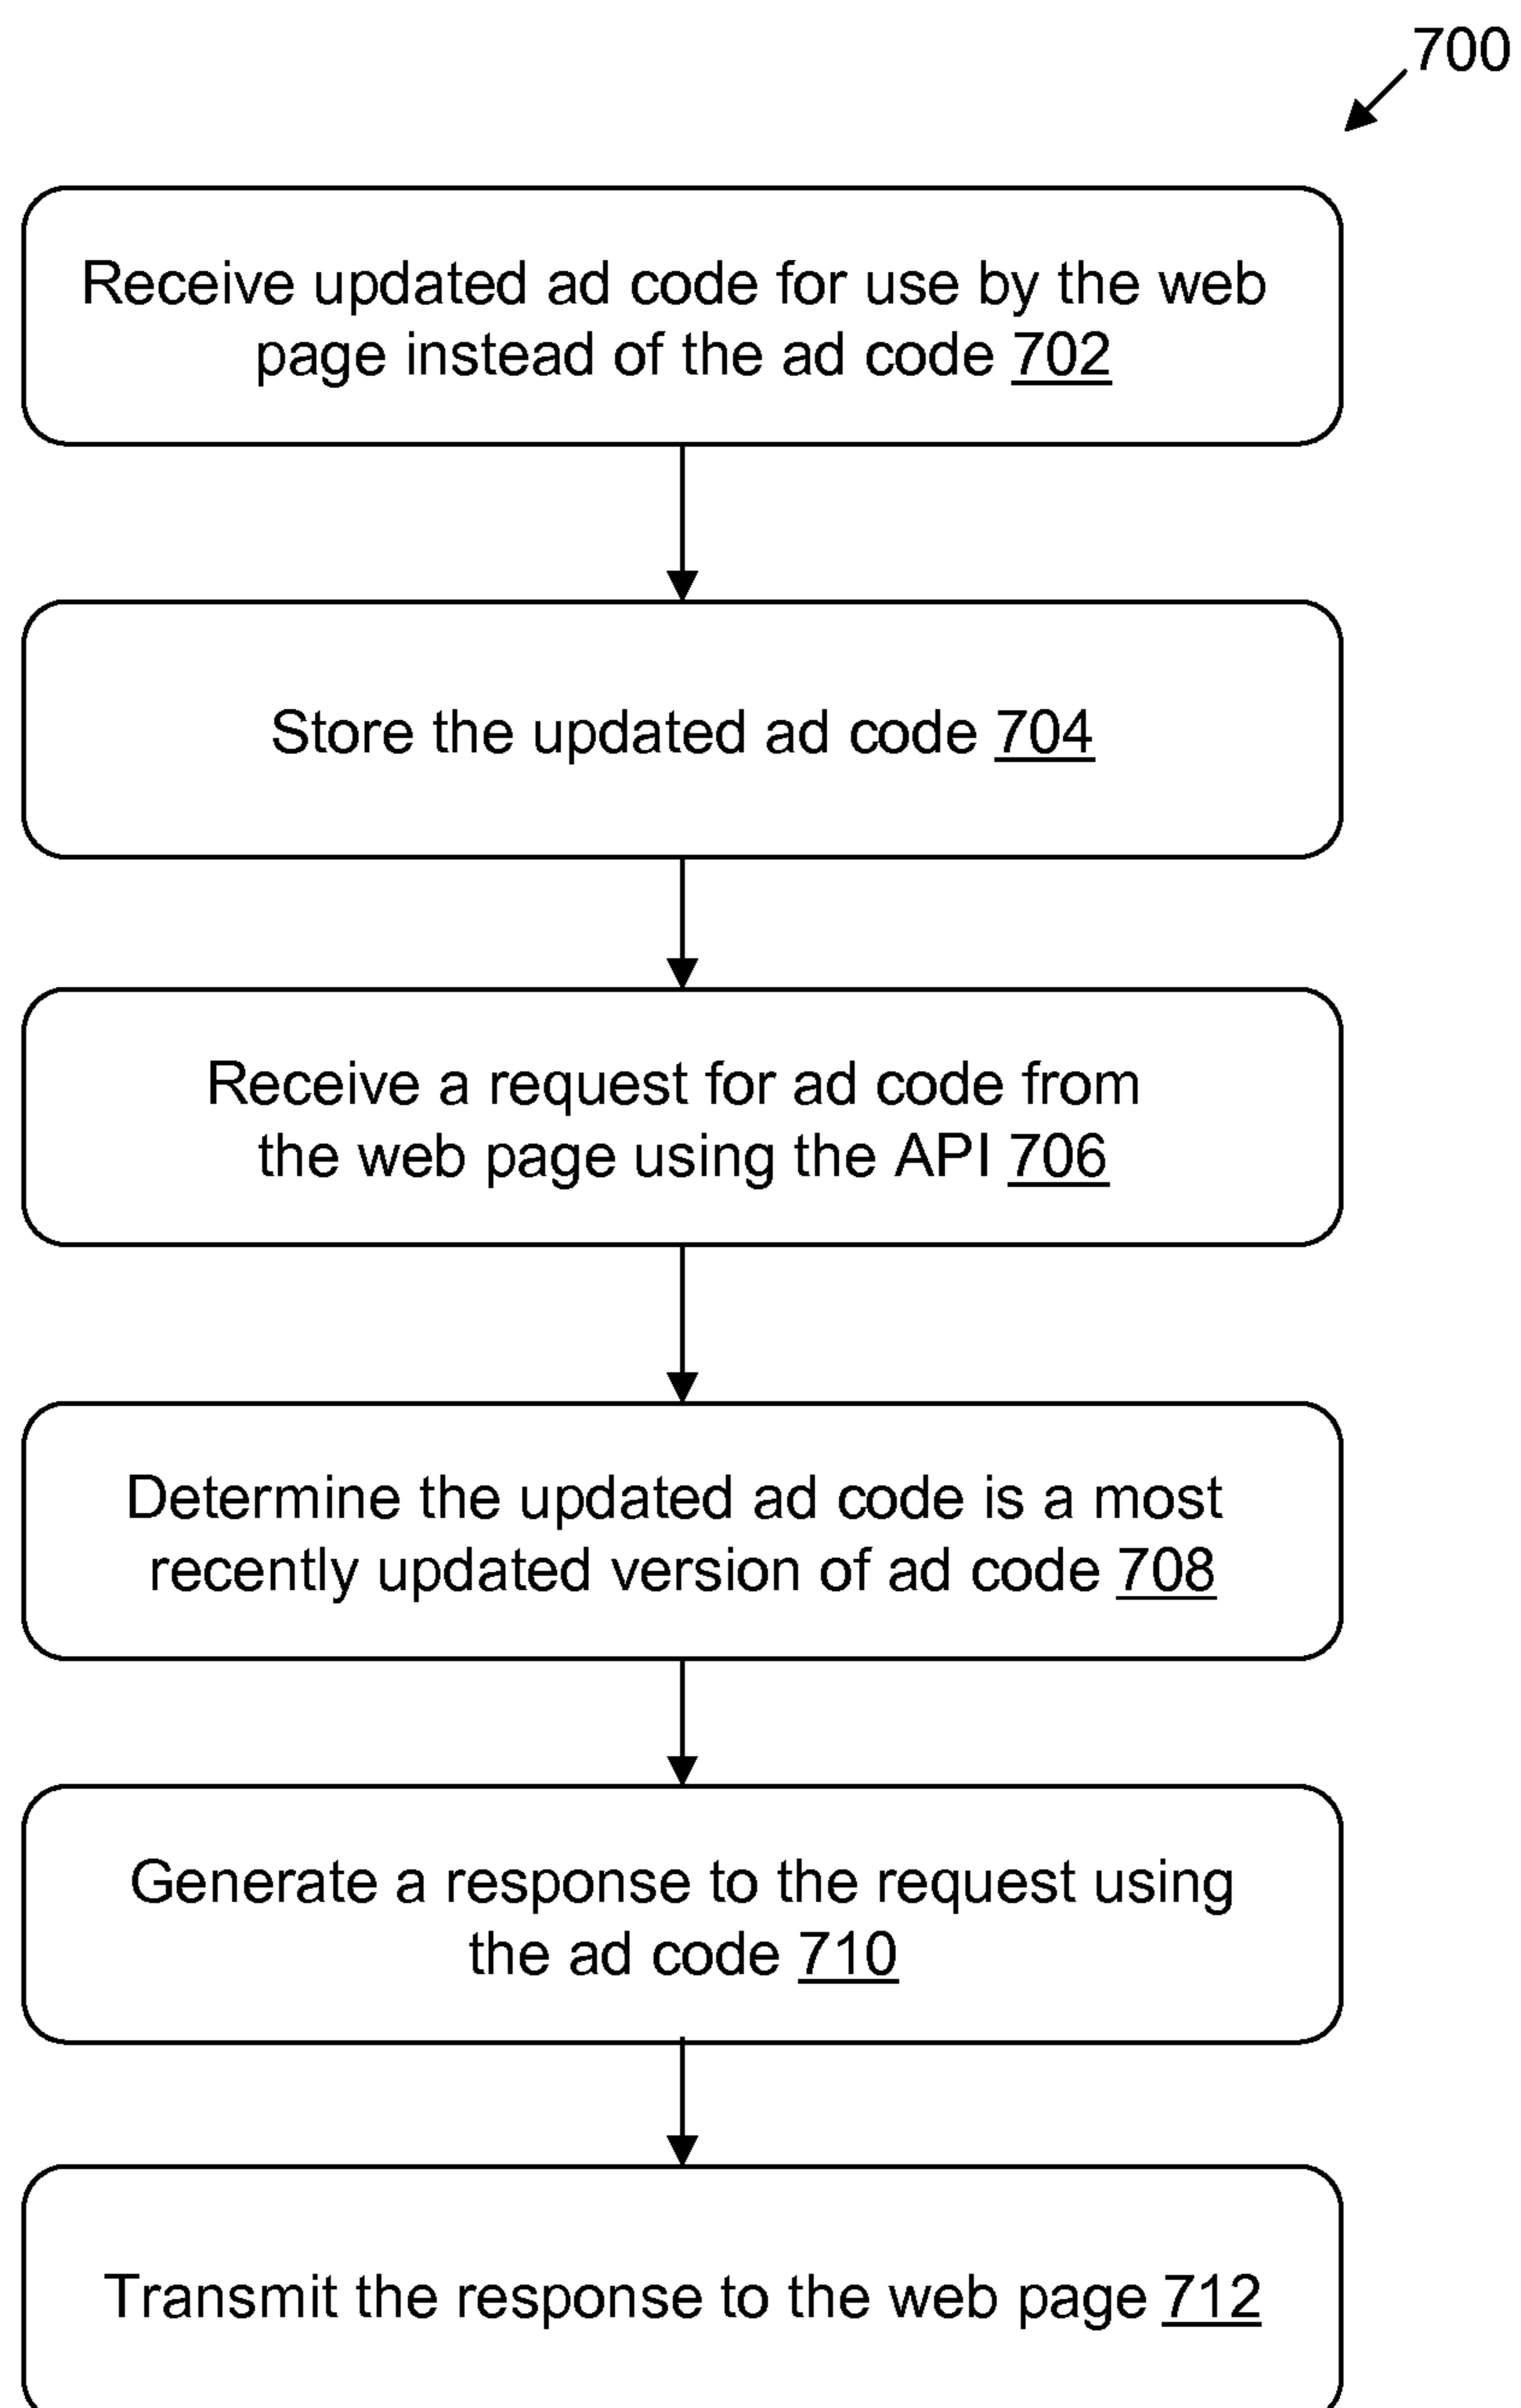 700
Receive updated ad code for use by the web
page instead of the ad code 702
Store the updated ad code 704
Receive a request for ad code from
the web page using the API 706
Determine the updated ad code is a most
recently updated version of ad code 708
Generate a response to the request using
the ad code 710
Transmit the response to the web page 712